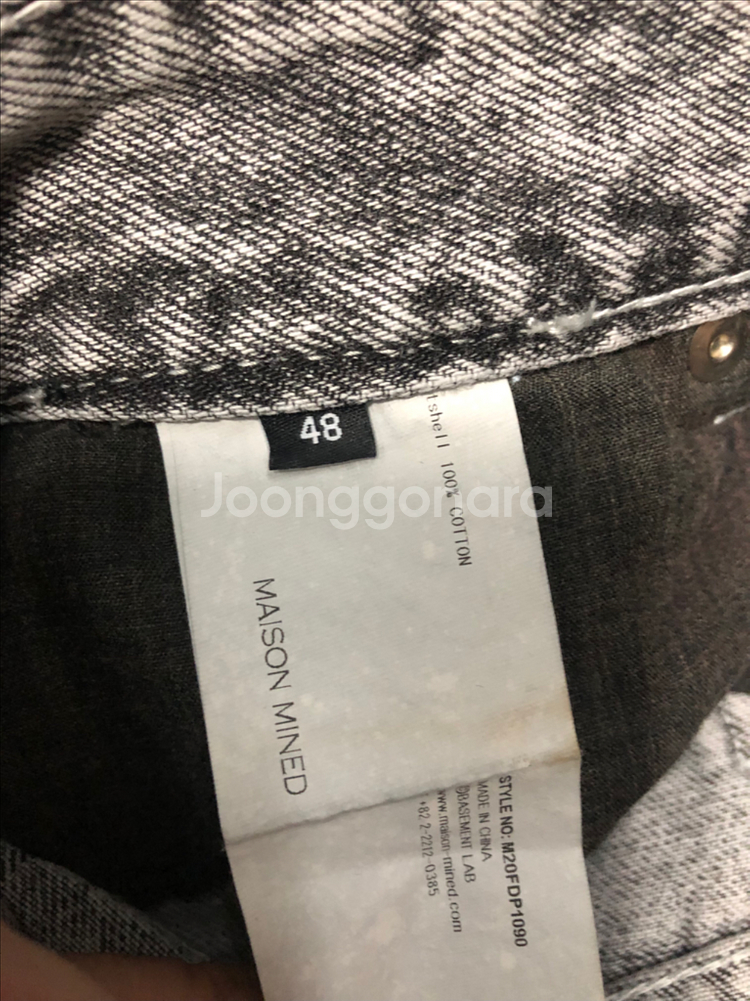 48
Joonggonara
tshell 100% COTTON
MAISON MINED
STYLE NO: M20FDP1090
MADE IN CHINA
BASEMENT LAB
www.maison-mined.com
+82 2-2212-0385